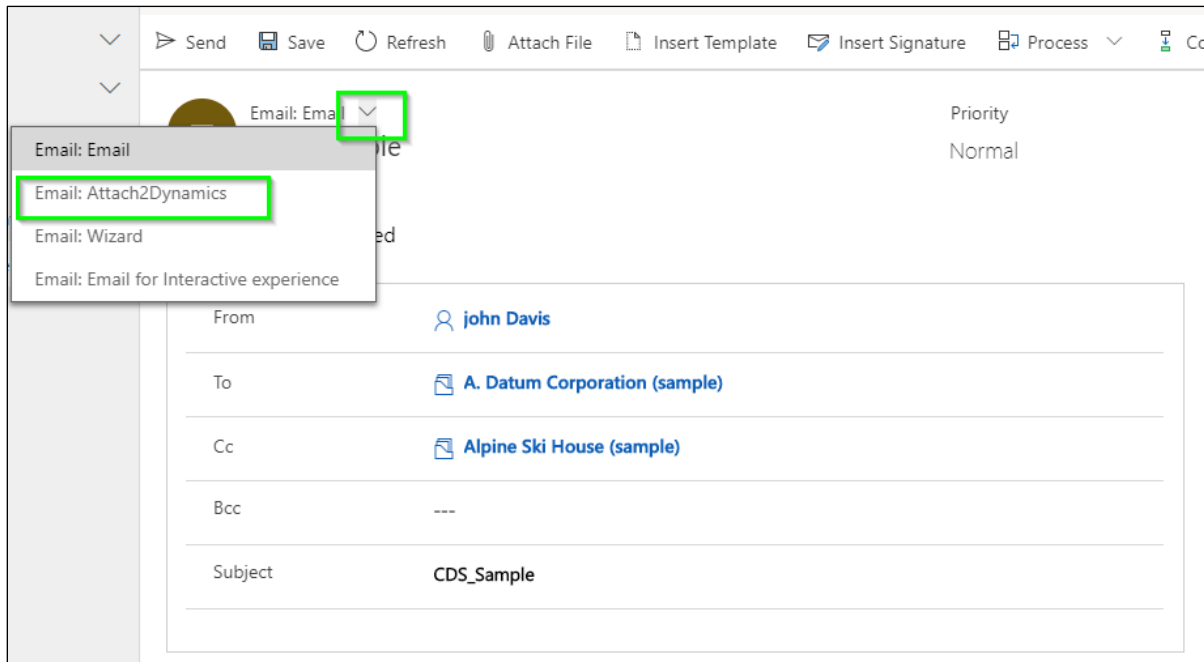 Send Save Refresh Attach File Insert Template Insert Signature Process Co
Email: Email
Priority
Normal
Email: Email
Email: Attach2Dynamics
Email: Wizard
Email: Email for Interactive experience
From john Davis
To A. Datum Corporation (sample)
Cc Alpine Ski House (sample)
Bcc ---
Subject CDS_Sample